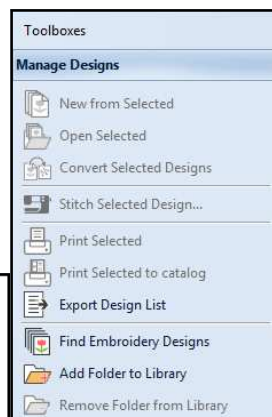 Toolboxes
Manage Designs
New from Selected
Open Selected
Convert Selected Designs
Stitch Selected Design...
Print Selected
Print Selected to catalog
Export Design List
Find Embroidery Designs
Add Folder to Library
Remove Folder from Library